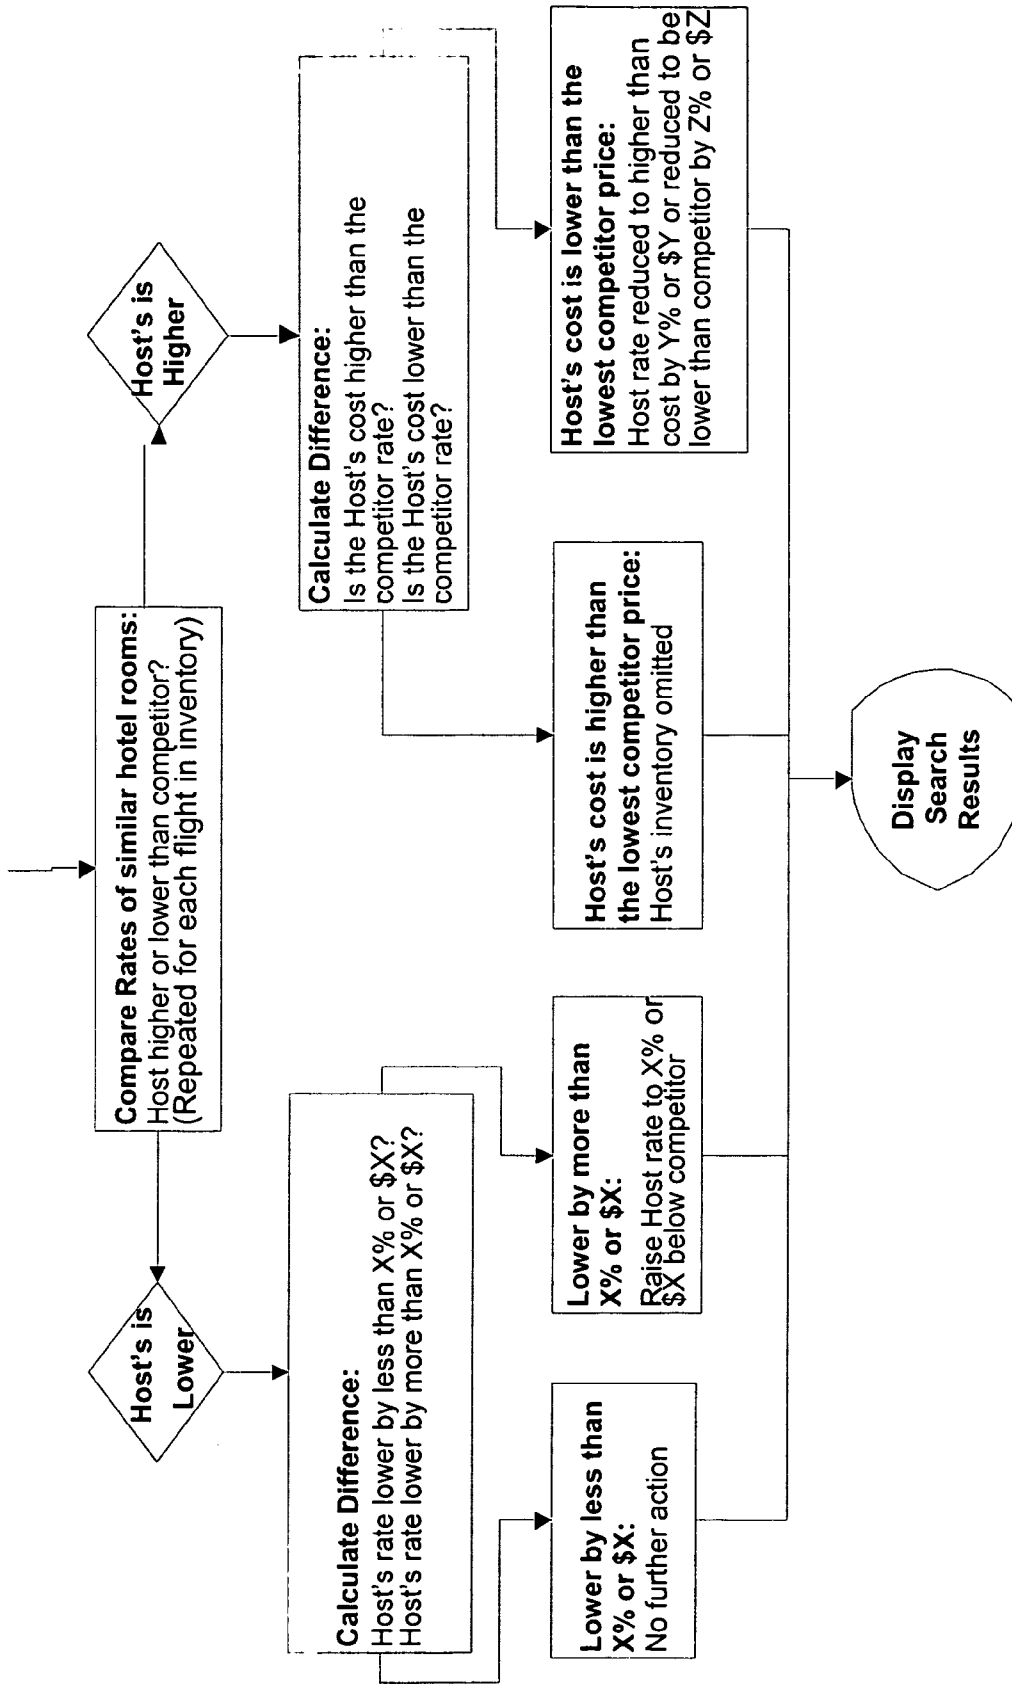 Compare Rates of similar hotel rooms:
Host higher or lower than competitor?
(Repeated for each flight in inventory)
Host's is
Lower
Host's is
Higher
Calculate Difference:
Host's rate lower by less than X% or $X?
Host's rate lower by more than X% or $X?
Calculate Difference:
Is the Host's cost higher than the
competitor rate?
Is the Host's cost lower than the
competitor rate?
Lower by less than
X% or $X:
No further action
Lower by more than
X% or $X:
Raise Host rate to X% or
$X below competitor
Host's cost is higher than
the lowest competitor price:
Host's inventory omitted
Host's cost is lower than the
lowest competitor price:
Host rate reduced to higher than
cost by Y% or $Y or reduced to be
lower than competitor by Z% or $Z
Display
Search
Results